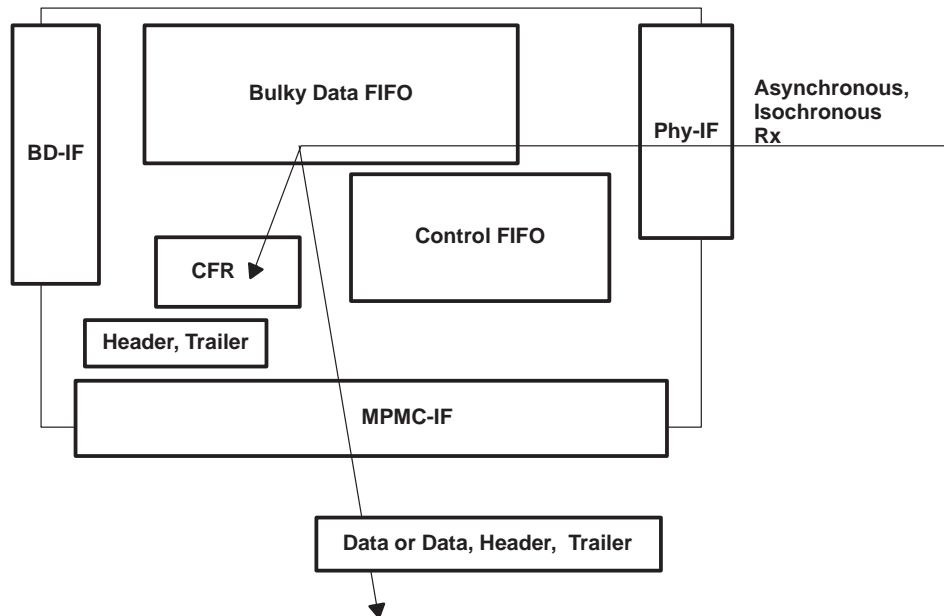 Bulky Data FIFO
BD-IF
Phy-IF
Asynchronous,
Isochronous
Rx
Control FIFO
CFR
Header, Trailer
MPMC-IF
Data or Data, Header, Trailer